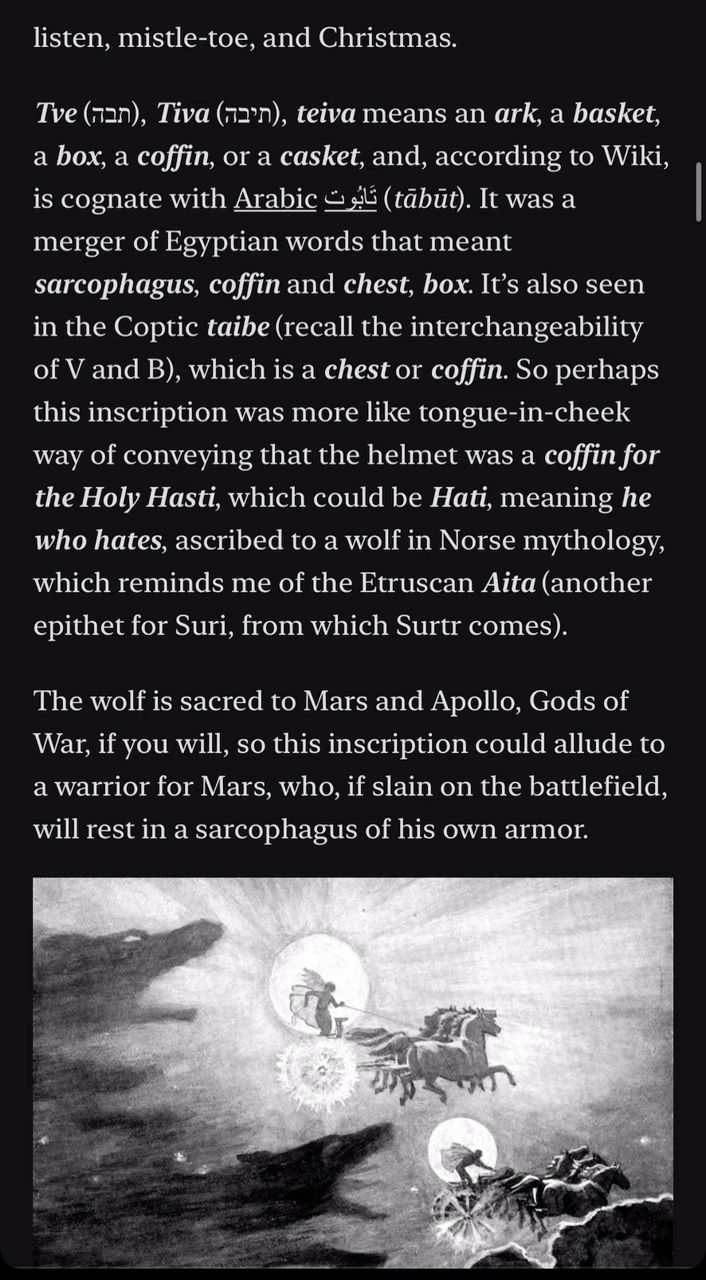 listen, mistle-toe, and Christmas.
Tve (תבה), Tiva (תיבה), teiva means an ark, a basket,
a box, a coffin, or a casket, and, according to Wiki,
is cognate with Arabic تَابُوت (tābūt). It was a
merger of Egyptian words that meant
sarcophagus, coffin and chest, box. It’s also seen
in the Coptic taibe (recall the interchangeability
of V and B), which is a chest or coffin. So perhaps
this inscription was more like tongue-in-cheek
way of conveying that the helmet was a coffin for
the Holy Hasti, which could be Hati, meaning he
who hates, ascribed to a wolf in Norse mythology,
which reminds me of the Etruscan Aita (another
epithet for Suri, from which Surtr comes).
The wolf is sacred to Mars and Apollo, Gods of
War, if you will, so this inscription could allude to
a warrior for Mars, who, if slain on the battlefield,
will rest in a sarcophagus of his own armor.